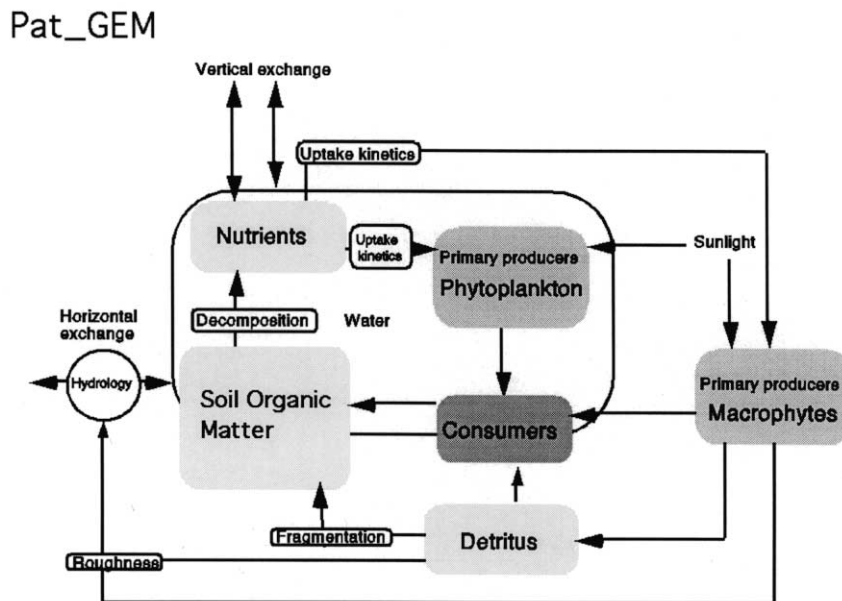 Pat_GEM
Vertical exchange
Uptake kinetics
Nutrients
Uptake
kinetics
Primary producers
Phytoplankton
Sunlight
Horizontal
exchange
Decomposition
Water
Hydrology
Soil Organic
Matter
Consumers
Primary producers
Macrophytes
Fragmentation
Detritus
Roughness